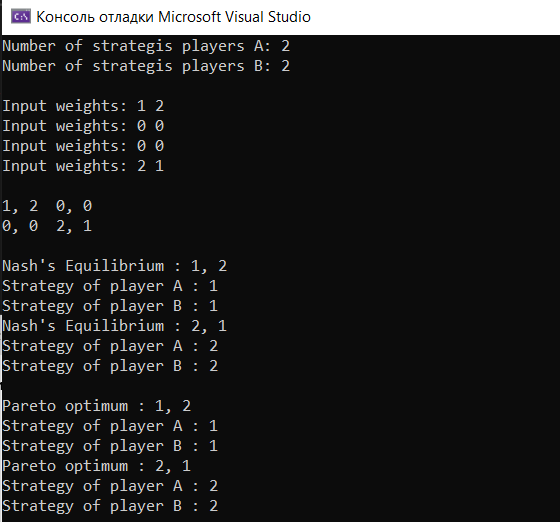 Консоль отладки Microsoft Visual Studio
Number of strategis players A: 2
Number of strategis players B: 2
Input weights: 1 2
Input weights: 0 0
Input weights: 0 0
Input weights: 2 1
1, 2  0, 0
0, 0  2, 1
Nash's Equilibrium : 1, 2
Strategy of player A : 1
Strategy of player B : 1
Nash's Equilibrium : 2, 1
Strategy of player A : 2
Strategy of player B : 2
Pareto optimum : 1, 2
Strategy of player A : 1
Strategy of player B : 1
Pareto optimum : 2, 1
Strategy of player A : 2
Strategy of player B : 2